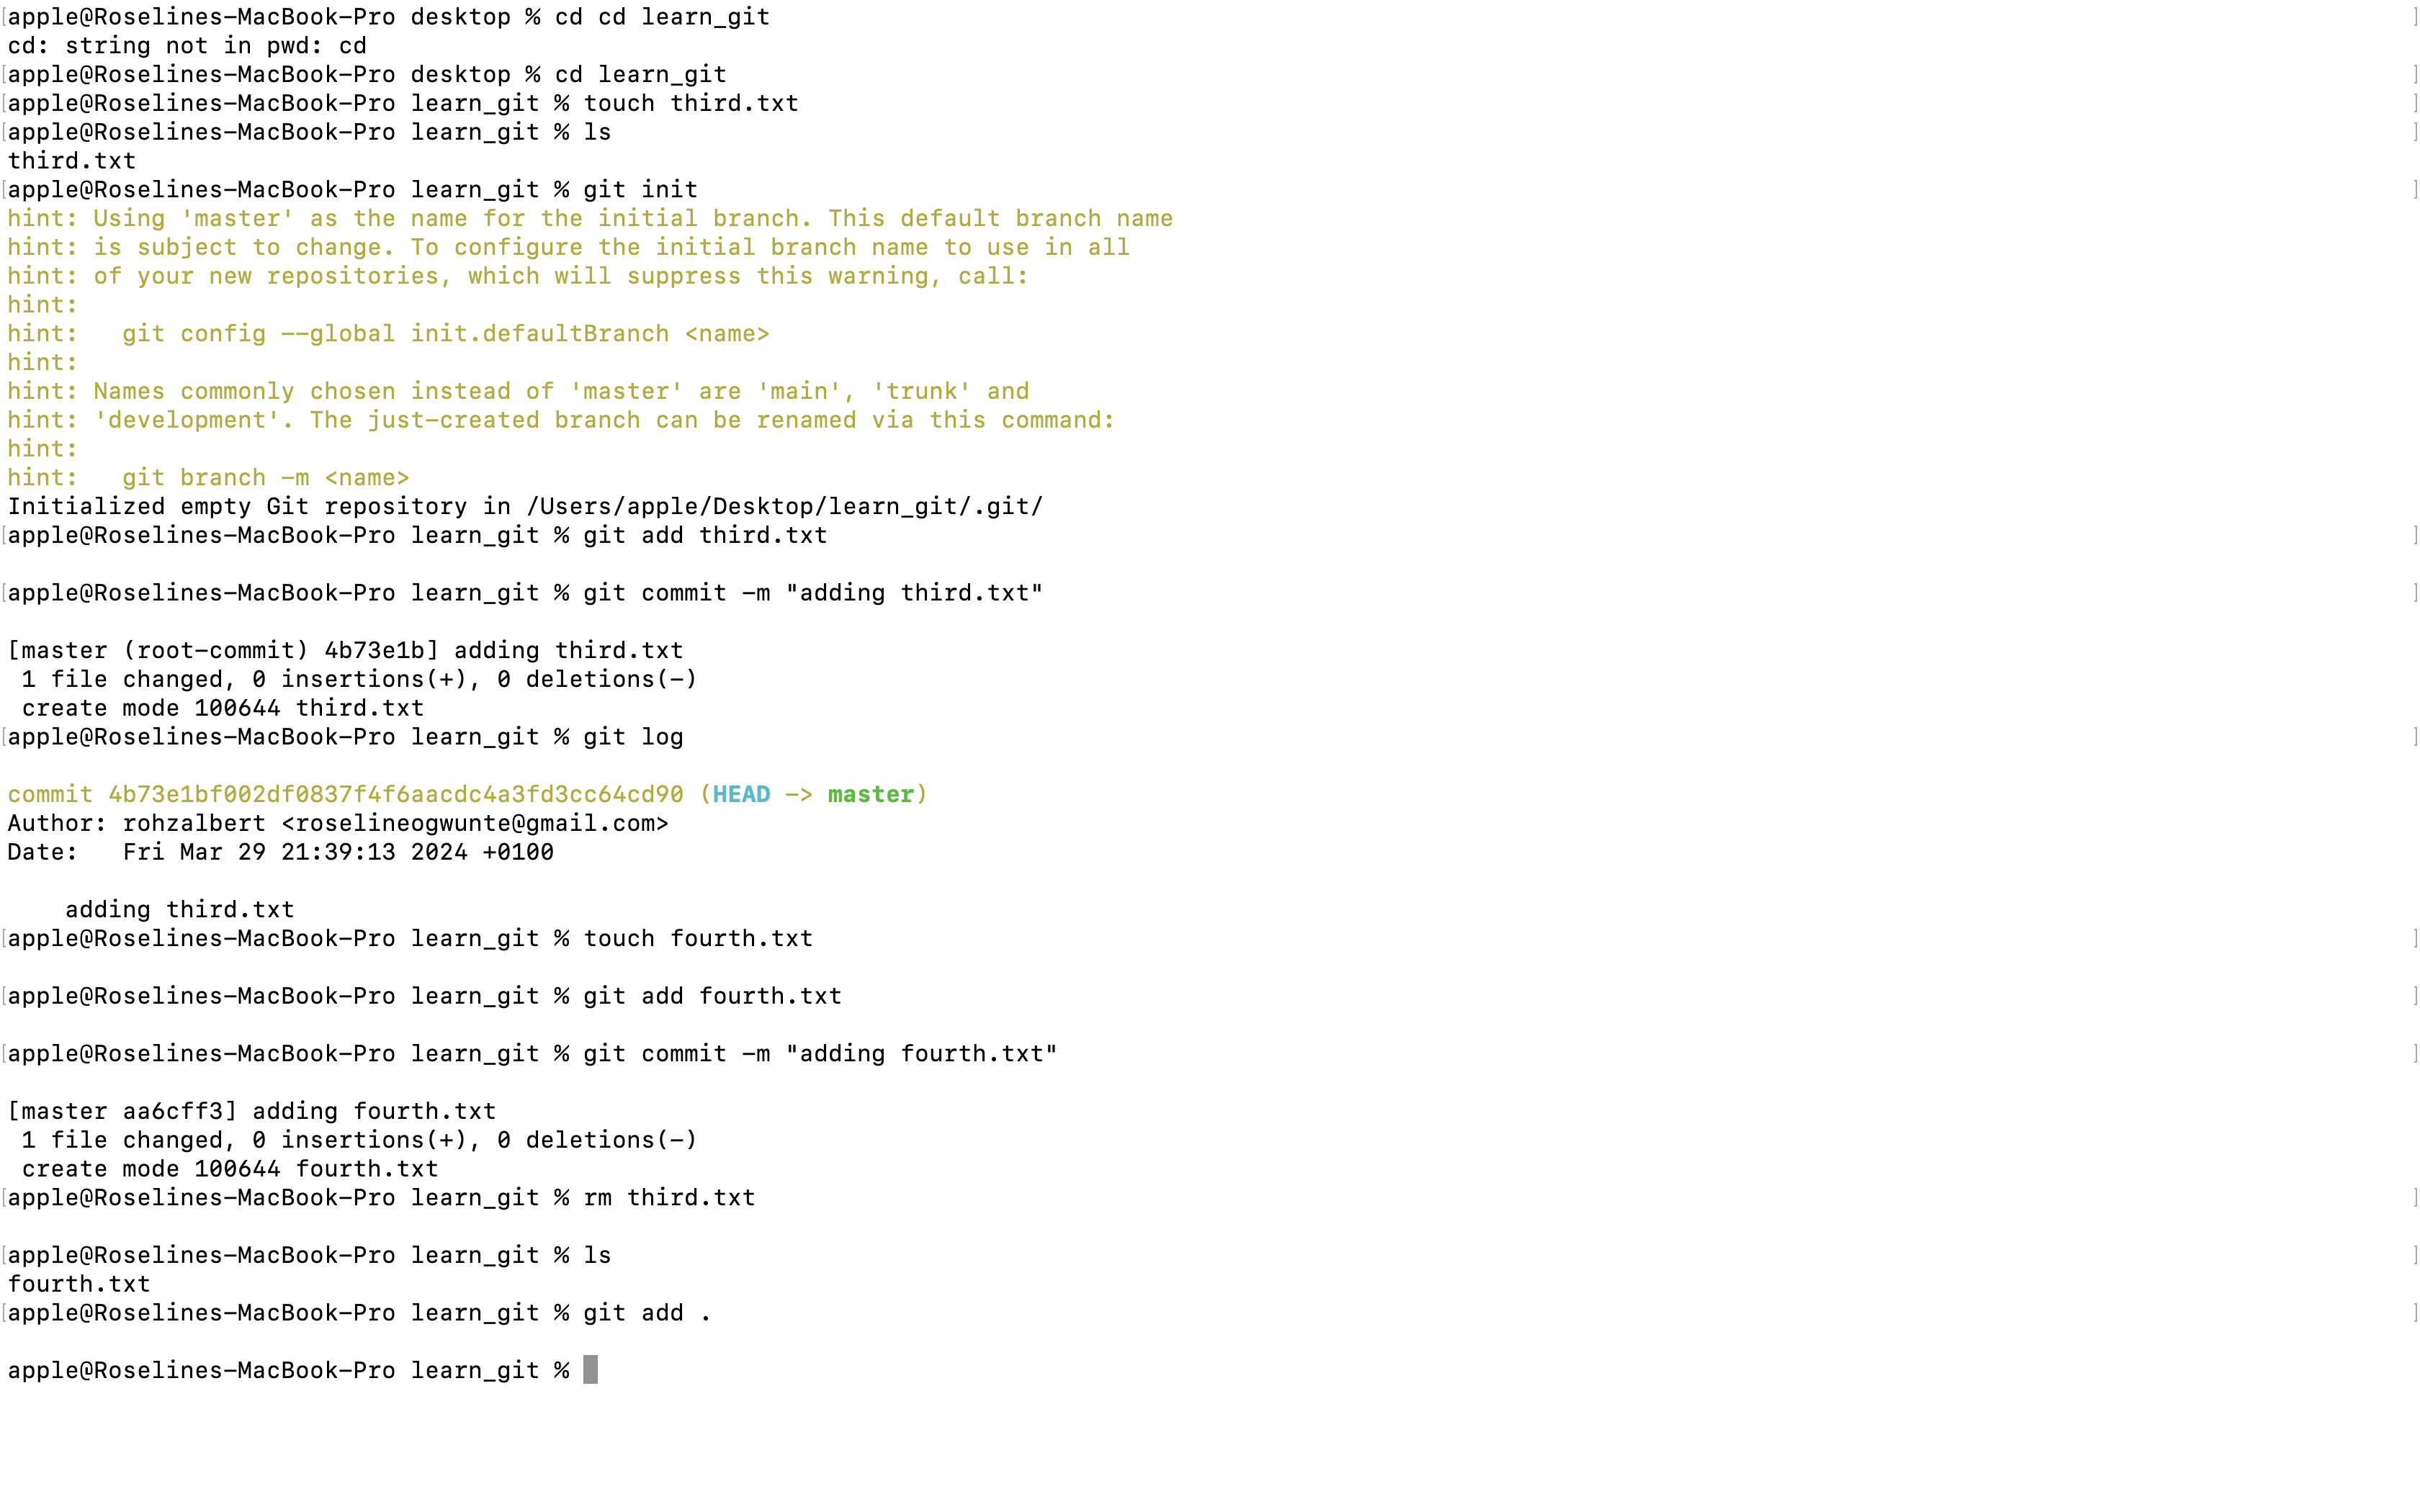 [apple@Roselines-MacBook-Pro desktop % cd cd learn_git ]
cd: string not in pwd: cd
[apple@Roselines-MacBook-Pro desktop % cd learn_git ]
[apple@Roselines-MacBook-Pro learn_git % touch third.txt ]
[apple@Roselines-MacBook-Pro learn_git % ls ]
third.txt
[apple@Roselines-MacBook-Pro learn_git % git init ]
hint: Using 'master' as the name for the initial branch. This default branch name
hint: is subject to change. To configure the initial branch name to use in all
hint: of your new repositories, which will suppress this warning, call:
hint:
hint:   git config --global init.defaultBranch <name>
hint:
hint: Names commonly chosen instead of 'master' are 'main', 'trunk' and
hint: 'development'. The just-created branch can be renamed via this command:
hint:
hint:   git branch -m <name>
Initialized empty Git repository in /Users/apple/Desktop/learn_git/.git/
[apple@Roselines-MacBook-Pro learn_git % git add third.txt ]
[apple@Roselines-MacBook-Pro learn_git % git commit -m "adding third.txt" ]
[master (root-commit) 4b73e1b] adding third.txt
 1 file changed, 0 insertions(+), 0 deletions(-)
 create mode 100644 third.txt
[apple@Roselines-MacBook-Pro learn_git % git log ]
commit 4b73e1bf002df0837f4f6aacdc4a3fd3cc64cd90 (HEAD -> master)
Author: rohzalbert <roselineogwunte@gmail.com>
Date:   Fri Mar 29 21:39:13 2024 +0100
    adding third.txt
[apple@Roselines-MacBook-Pro learn_git % touch fourth.txt ]
[apple@Roselines-MacBook-Pro learn_git % git add fourth.txt ]
[apple@Roselines-MacBook-Pro learn_git % git commit -m "adding fourth.txt" ]
[master aa6cff3] adding fourth.txt
 1 file changed, 0 insertions(+), 0 deletions(-)
 create mode 100644 fourth.txt
[apple@Roselines-MacBook-Pro learn_git % rm third.txt ]
[apple@Roselines-MacBook-Pro learn_git % ls ]
fourth.txt
[apple@Roselines-MacBook-Pro learn_git % git add . ]
apple@Roselines-MacBook-Pro learn_git %